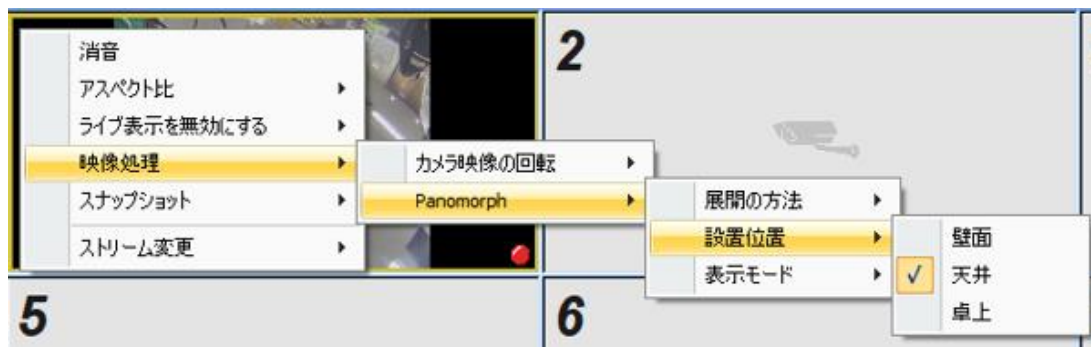 消音
アスペクト比
ライブ表示を無効にする
映像処理
スナップショット
ストリーム変更
カメラ映像の回転
Panomorph
展開の方法
設置位置
表示モード
壁面
天井
卓上
2
5
6